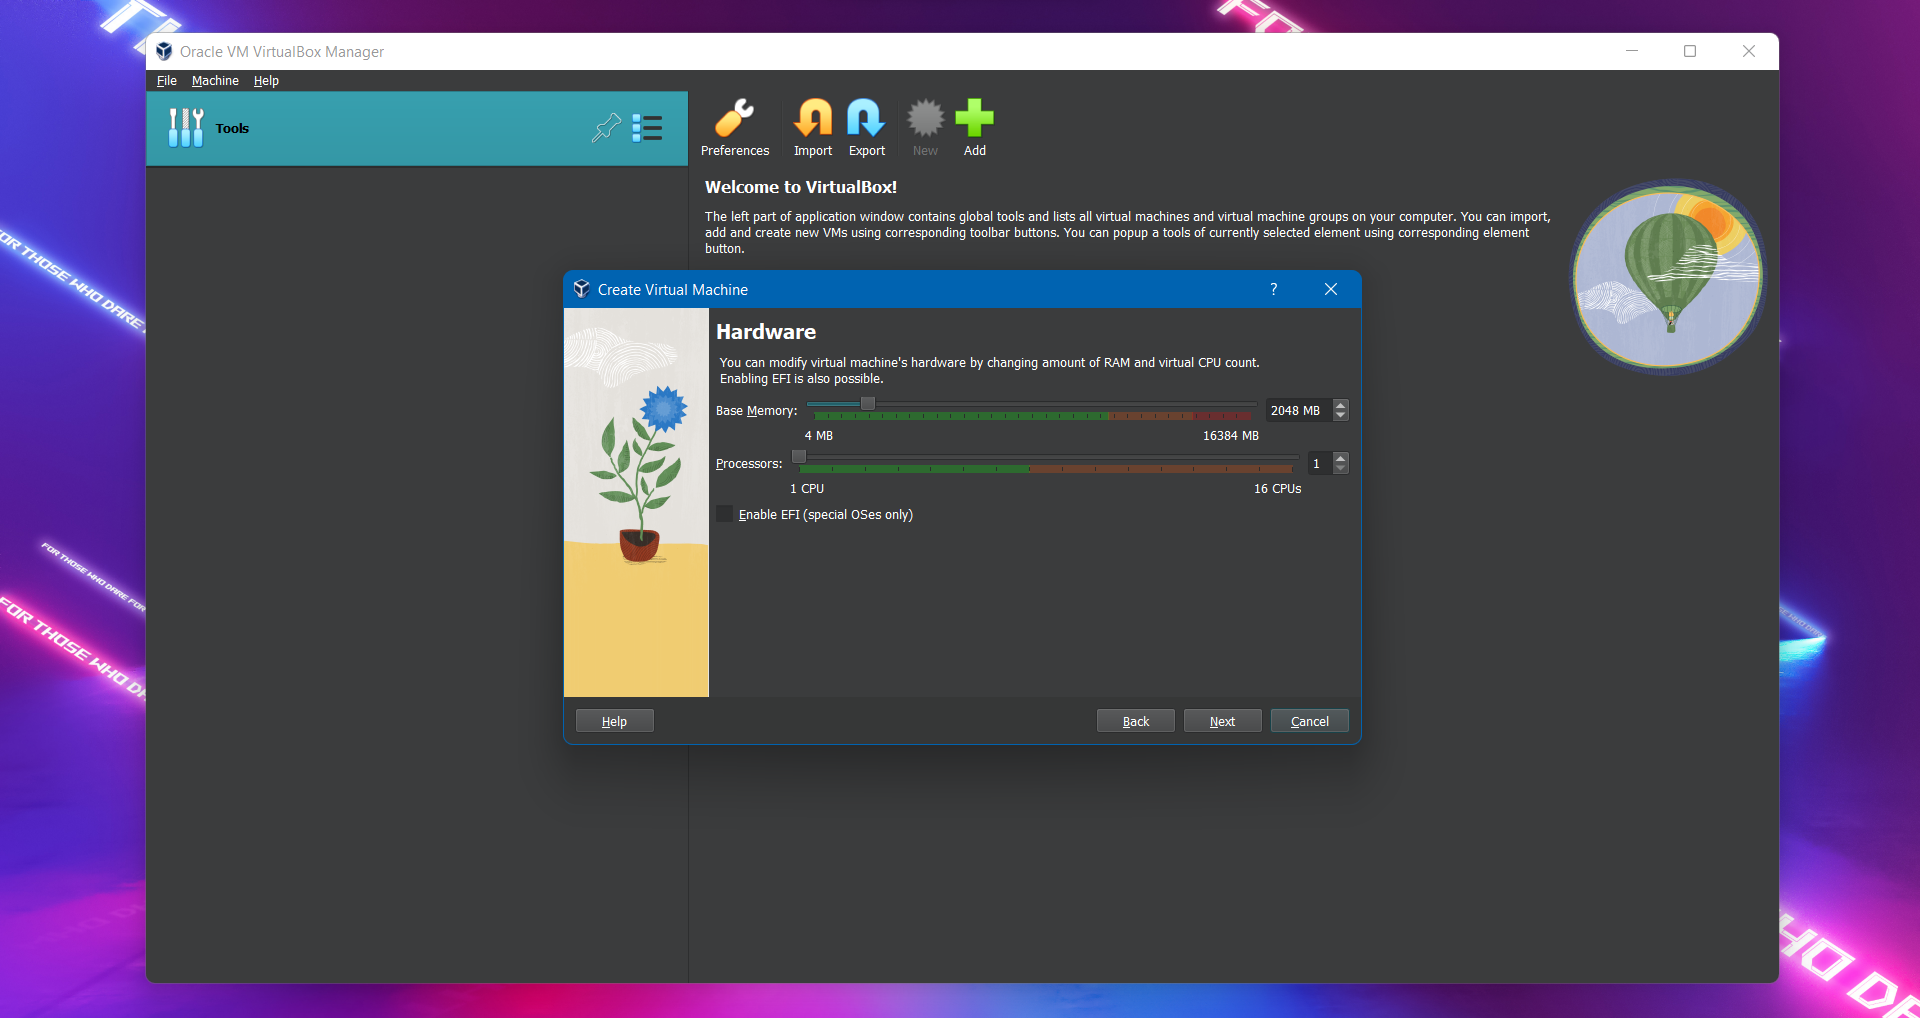 TH
FO
Oracle VM VirtualBox Manager
File Machine Help
Tools
Preferences Import Export New Add
Welcome to VirtualBox!
The left part of application window contains global tools and lists all virtual machines and virtual machine groups on your computer. You can import,
add and create new VMs using corresponding toolbar buttons. You can popup a tools of currently selected element using corresponding element
button.
FOR THOSE WHO DARE
Create Virtual Machine
?
Hardware
You can modify virtual machine's hardware by changing amount of RAM and virtual CPU count.
Enabling EFI is also possible.
Base Memory: 2048 MB
4 MB 16384 MB
Processors: 1
1 CPU 16 CPUs
Enable EFI (special OSes only)
FOR THOSE WHO DARE FOR
FOR THOSE WHO DA
Help Back Next Cancel
HO DA
WHO DA